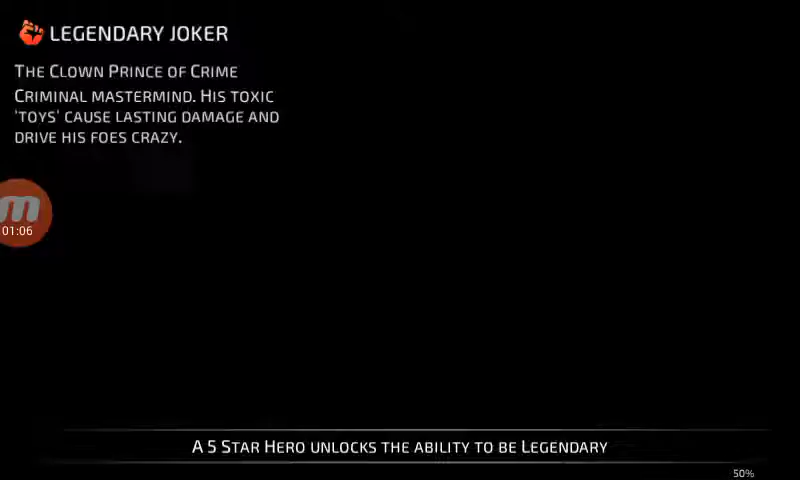 LEGENDARY JOKER
THE CLOWN PRINCE OF CRIME
CRIMINAL MASTERMIND. HIS TOXIC
'TOYS' CAUSE LASTING DAMAGE AND
DRIVE HIS FOES CRAZY.
m
01:06
A 5 STAR HERO UNLOCKS THE ABILITY TO BE LEGENDARY
50%